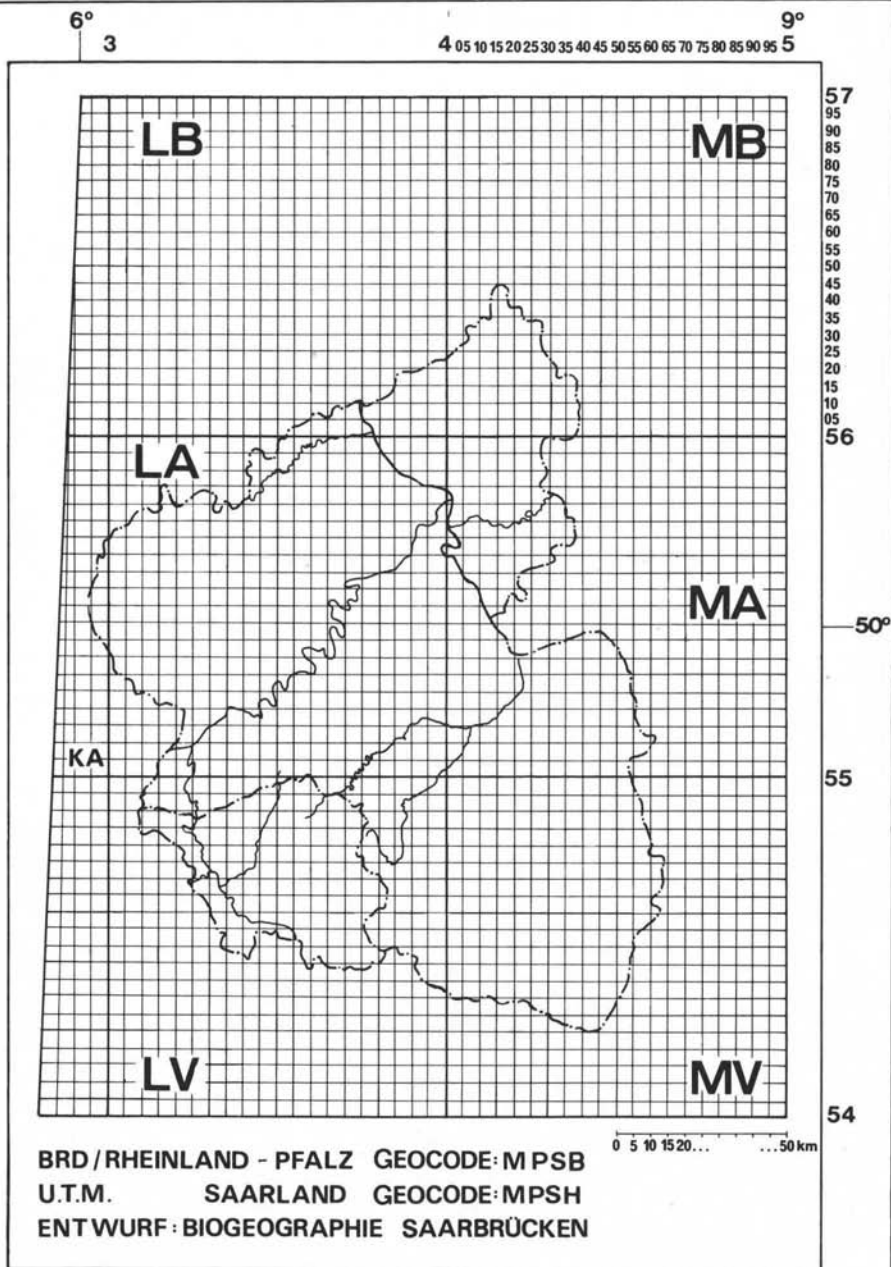 6° 9°
3 4 05 10 15 20 25 30 35 40 45 50 55 60 65 70 75 80 85 90 95 5
57
95
LB MB 90
85
80
75
70
65
60
55
50
45
40
35
30
25
20
15
10
05
56
LA
MA
50°
KA
55
LV MV
54
0 5 10 15 20... ...50 km
BRD/RHEINLAND - PFALZ GEOCODE: MPSB
U.T.M. SAARLAND GEOCODE: MPSH
ENTWURF: BIOGEOGRAPHIE SAARBRÜCKEN